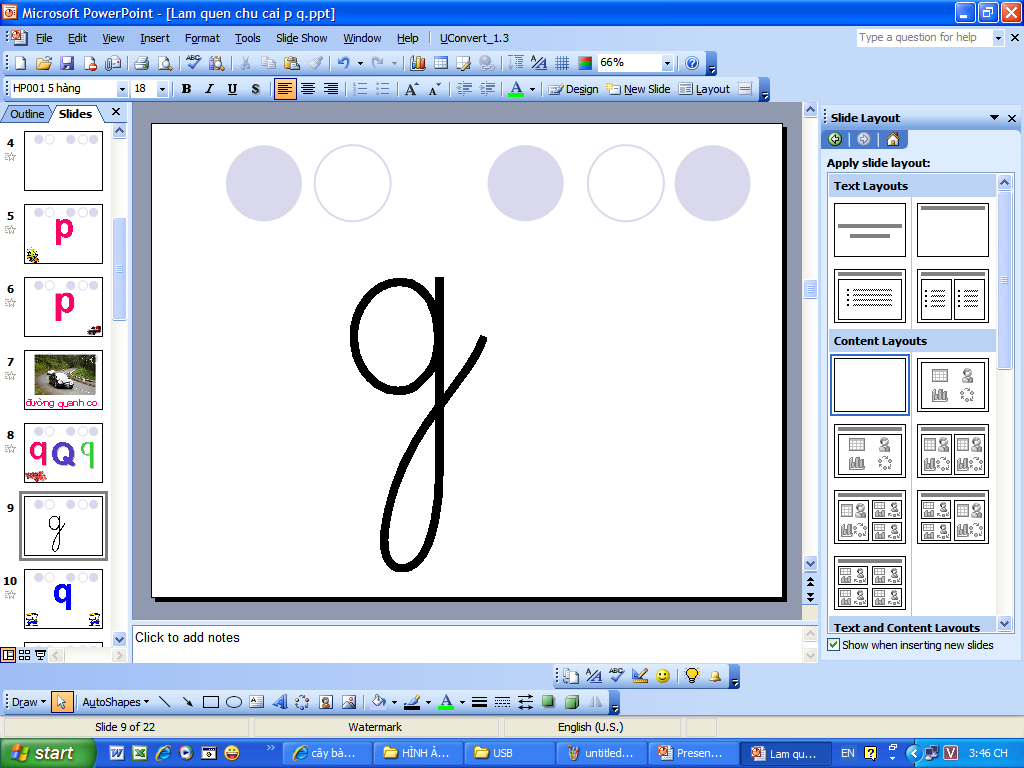 Microsoft PowerPoint - [Lam quen chu cai p q.ppt]
File Edit View Insert Format Tools Slide Show Window Help UConvert_1.3
Type a question for help
66%
HP001 5 hàng 18 B I U S A A A Design New Slide Layout
Outline Slides
4
5
p
6
p
7
đường quanh co
8
q Q q
9
g
10
q
g
Click to add notes
Slide Layout
Apply slide layout:
Text Layouts
Content Layouts
Text and Content Layouts
Show when inserting new slides
Draw AutoShapes
Slide 9 of 22 Watermark English (U.S.)
start cây bà... HÌNH Ả... USB untitled... Presen... Lam qu... EN V 3:46 CH